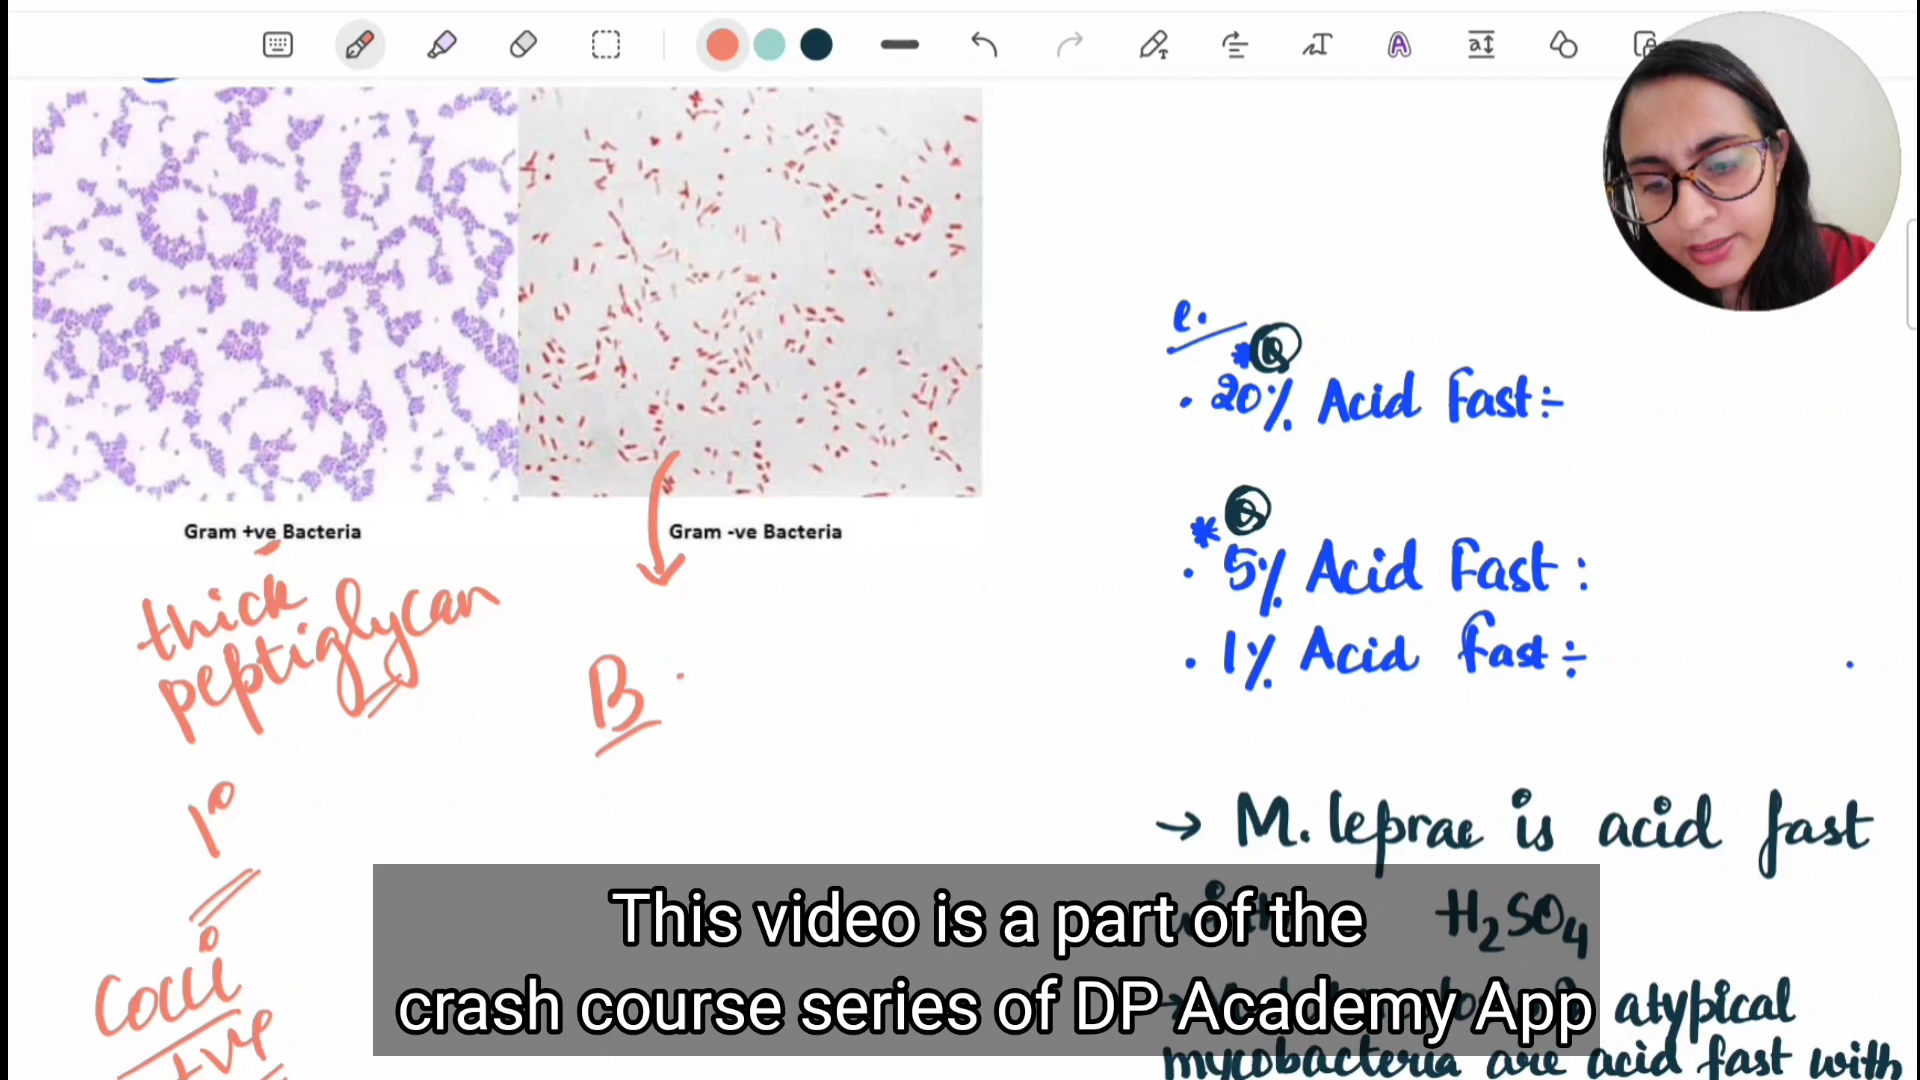 Gram +ve Bacteria
Gram -ve Bacteria
thick
peptiglycan
1°
Cocci
+ve
B
e.
* Q
. 20% Acid Fast:-
* Q
. 5% Acid Fast:
. 1% Acid fast:-
→ M. leprae is acid fast
H₂SO₄
atypical
mycobacteria are acid fast with
This video is a part of the
crash course series of DP Academy App